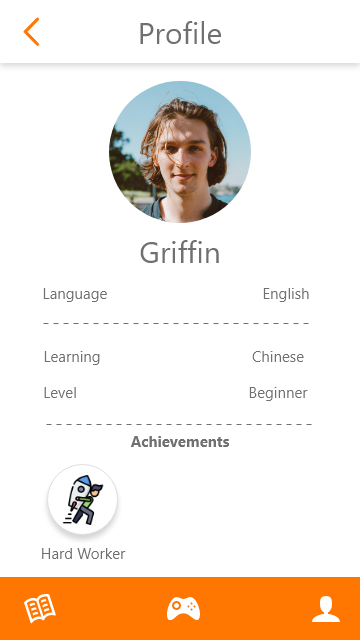 Profile
Griffin
Language English
Learning Chinese
Level Beginner
Achievements
Hard Worker